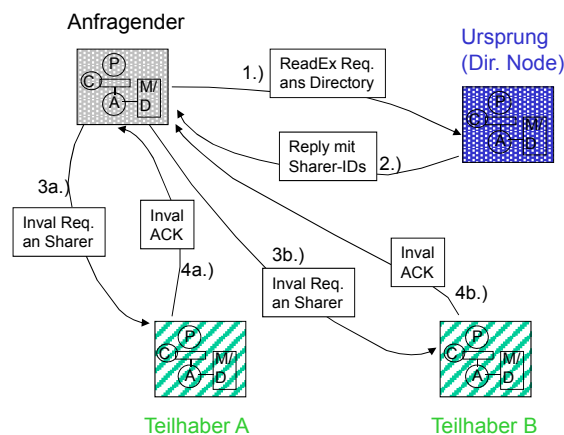 Anfragender
Ursprung
(Dir. Node)
P
C
A
M/
D
1.)
ReadEx Req.
ans Directory
P
C
A
M/
D
Reply mit
Sharer-IDs
2.)
3a.)
Inval Req.
an Sharer
Inval
ACK
4a.)
3b.)
Inval Req.
an Sharer
Inval
ACK
4b.)
P
C
A
M/
D
P
C
A
M/
D
Teilhaber A
Teilhaber B